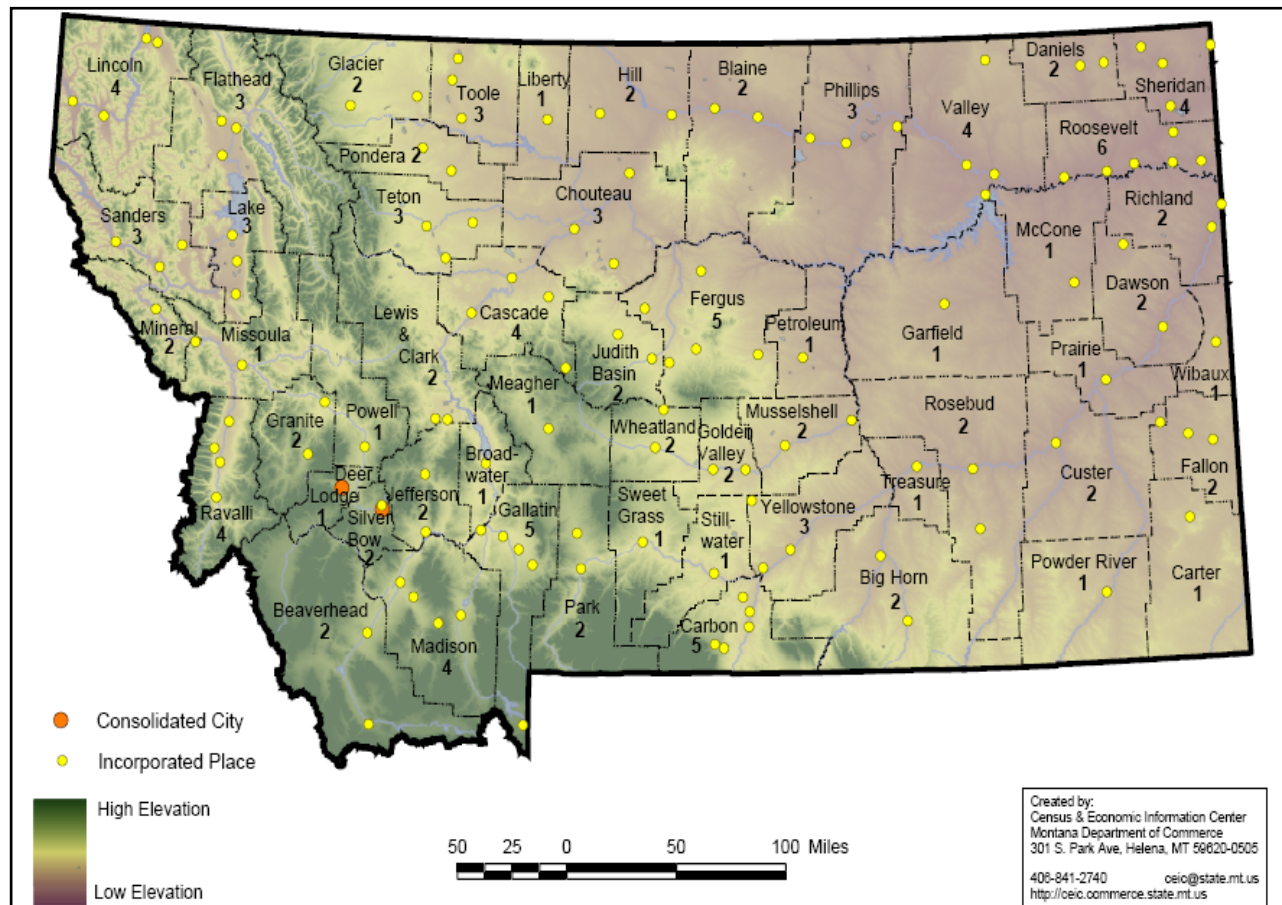 Lincoln
4
Flathead
3
Glacier
2
Toole
3
Liberty
1
Hill
2
Blaine
2
Phillips
3
Valley
4
Daniels
2
Sheridan
4
Roosevelt
6
Pondera 2
Teton
3
Chouteau
3
Sanders
3
Lake
3
McCone
1
Richland
2
Dawson
2
Mineral
2
Missoula
1
Lewis
&
Clark
2
Cascade
4
Fergus
5
Judith
Basin
2
Petroleum
1
Garfield
1
Prairie
1
Wibaux
1
Meagher
1
Granite
2
Powell
1
Wheatland
2
Golden
Valley
2
Musselshell
2
Rosebud
2
Broad-
water
1
Deer
Lodge
1
Jefferson
2
Silver
Bow
2
Ravalli
4
Gallatin
5
Sweet
Grass
1
Still-
water
1
Yellowstone
3
Treasure
1
Custer
2
Fallon
2
Beaverhead
2
Madison
4
Park
2
Carbon
5
Big Horn
2
Powder River
1
Carter
1
Consolidated City
Incorporated Place
High Elevation
Low Elevation
50 25 0 50 100 Miles
Created by:
Census & Economic Information Center
Montana Department of Commerce
301 S. Park Ave, Helena, MT 59620-0505
406-841-2740 ceic@state.mt.us
http://ceic.commerce.state.mt.us